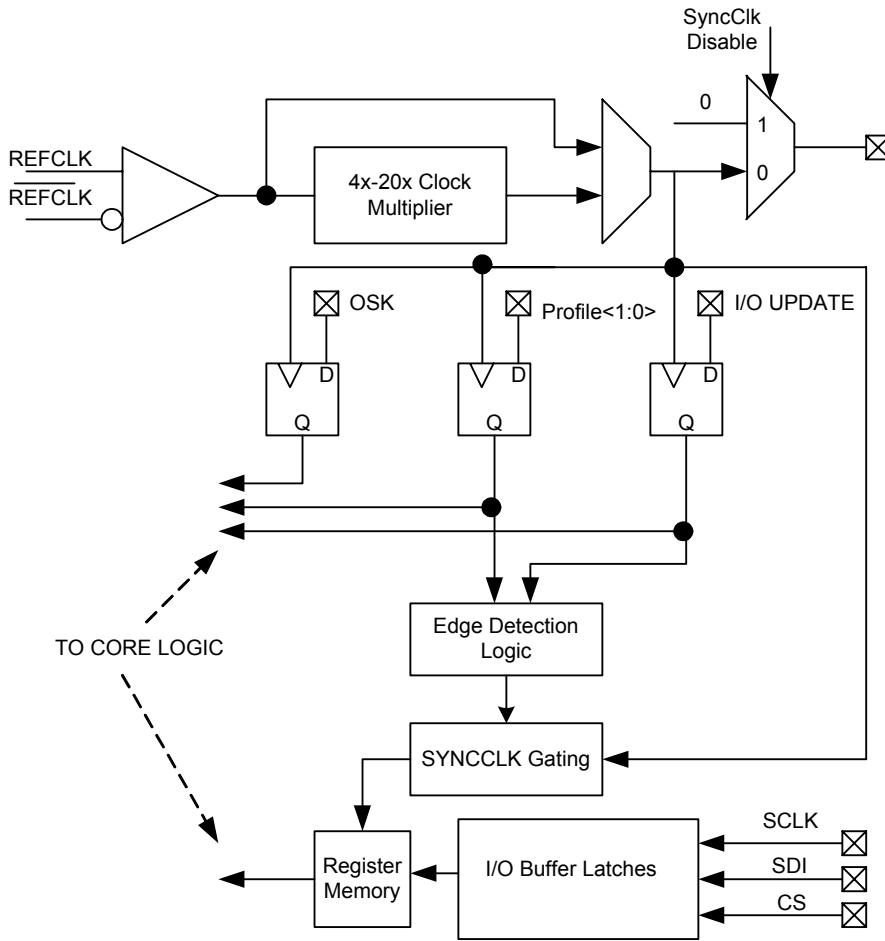 SyncClk
Disable
0
1
0
REFCLK
REFCLK
4x-20x Clock
Multiplier
OSK
Profile<1:0>
I/O UPDATE
D
D
D
Q
Q
Q
Edge Detection
Logic
TO CORE LOGIC
SYNCCLK Gating
SCLK
SDI
CS
I/O Buffer Latches
Register
Memory